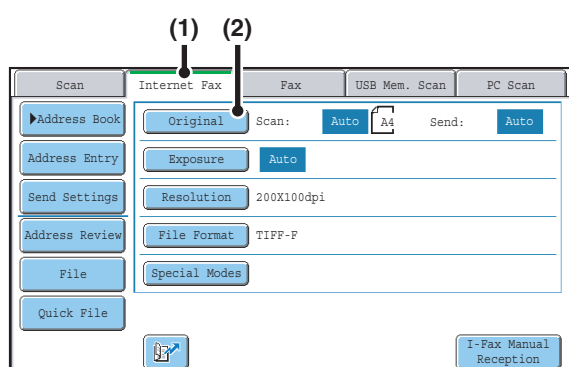 (1) (2)
Scan Internet Fax Fax USB Mem. Scan PC Scan
Address Book Original Scan: Auto A4 Send: Auto
Address Entry Exposure Auto
Send Settings Resolution 200X100dpi
Address Review File Format TIFF-F
File Special Modes
Quick File
I-Fax Manual
Reception